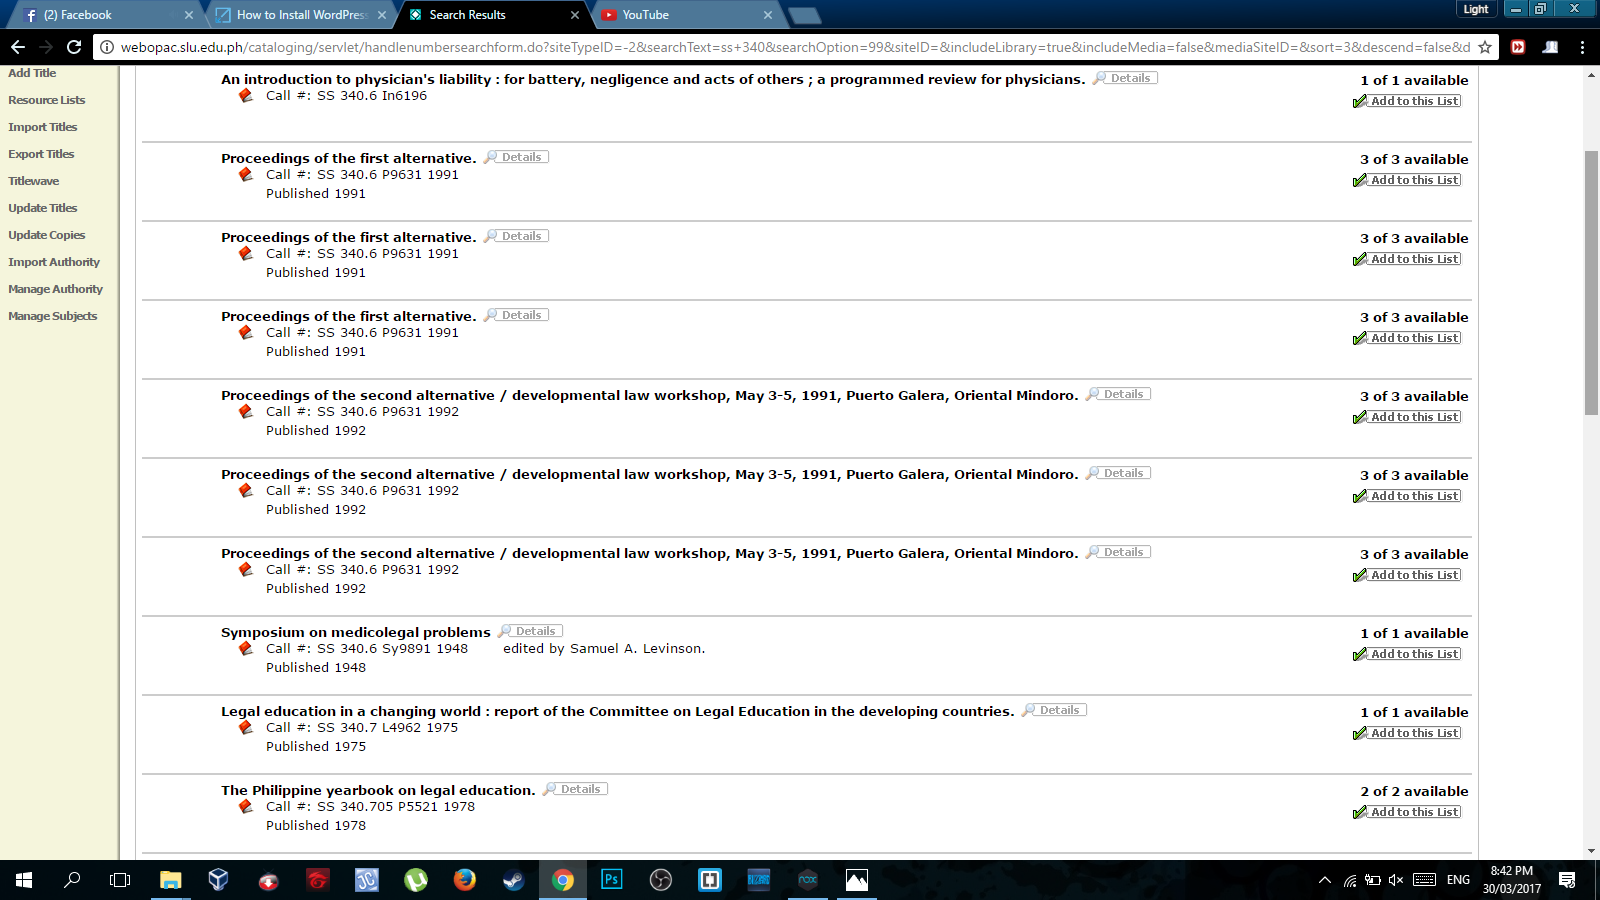 (2) Facebook
How to Install WordPress
Search Results
YouTube
Light
webopac.slu.edu.ph/cataloging/servlet/handlenumbersearchform.do?siteTypeID=-2&searchText=ss+340&searchOption=99&siteID=&includeLibrary=true&includeMedia=false&mediaSiteID=&sort=3&descend=false&d
Add Title
Resource Lists
Import Titles
Export Titles
Titlewave
Update Titles
Update Copies
Import Authority
Manage Authority
Manage Subjects
An introduction to physician's liability : for battery, negligence and acts of others ; a programmed review for physicians. Details
1 of 1 available
Call #: SS 340.6 In6196
Add to this List
Proceedings of the first alternative. Details
3 of 3 available
Call #: SS 340.6 P9631 1991
Add to this List
Published 1991
Proceedings of the first alternative. Details
3 of 3 available
Call #: SS 340.6 P9631 1991
Add to this List
Published 1991
Proceedings of the first alternative. Details
3 of 3 available
Call #: SS 340.6 P9631 1991
Add to this List
Published 1991
Proceedings of the second alternative / developmental law workshop, May 3-5, 1991, Puerto Galera, Oriental Mindoro. Details
3 of 3 available
Call #: SS 340.6 P9631 1992
Add to this List
Published 1992
Proceedings of the second alternative / developmental law workshop, May 3-5, 1991, Puerto Galera, Oriental Mindoro. Details
3 of 3 available
Call #: SS 340.6 P9631 1992
Add to this List
Published 1992
Proceedings of the second alternative / developmental law workshop, May 3-5, 1991, Puerto Galera, Oriental Mindoro. Details
3 of 3 available
Call #: SS 340.6 P9631 1992
Add to this List
Published 1992
Symposium on medicolegal problems Details
1 of 1 available
Call #: SS 340.6 Sy9891 1948 edited by Samuel A. Levinson.
Add to this List
Published 1948
Legal education in a changing world : report of the Committee on Legal Education in the developing countries. Details
1 of 1 available
Call #: SS 340.7 L4962 1975
Add to this List
Published 1975
The Philippine yearbook on legal education. Details
2 of 2 available
Call #: SS 340.705 P5521 1978
Add to this List
Published 1978
Ps
nox
ENG
8:42 PM
30/03/2017